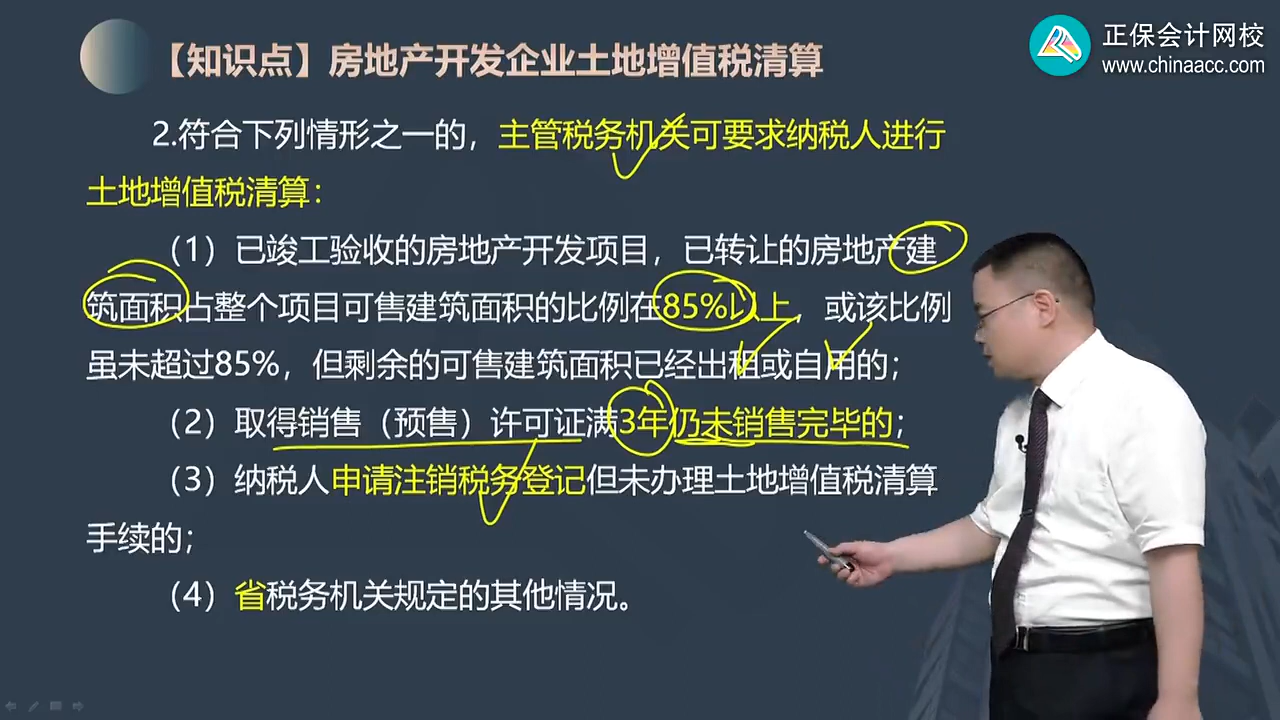 正保会计网校
www.chinaacc.com
【知识点】房地产开发企业土地增值税清算
2.符合下列情形之一的，主管税务机关可要求纳税人进行
土地增值税清算：
（1）已竣工验收的房地产开发项目，已转让的房地产建
筑面积占整个项目可售建筑面积的比例在85%以上，或该比例
虽未超过85%，但剩余的可售建筑面积已经出租或自用的；
（2）取得销售（预售）许可证满3年仍未销售完毕的；
（3）纳税人申请注销税务登记但未办理土地增值税清算
手续的；
（4）省税务机关规定的其他情况。